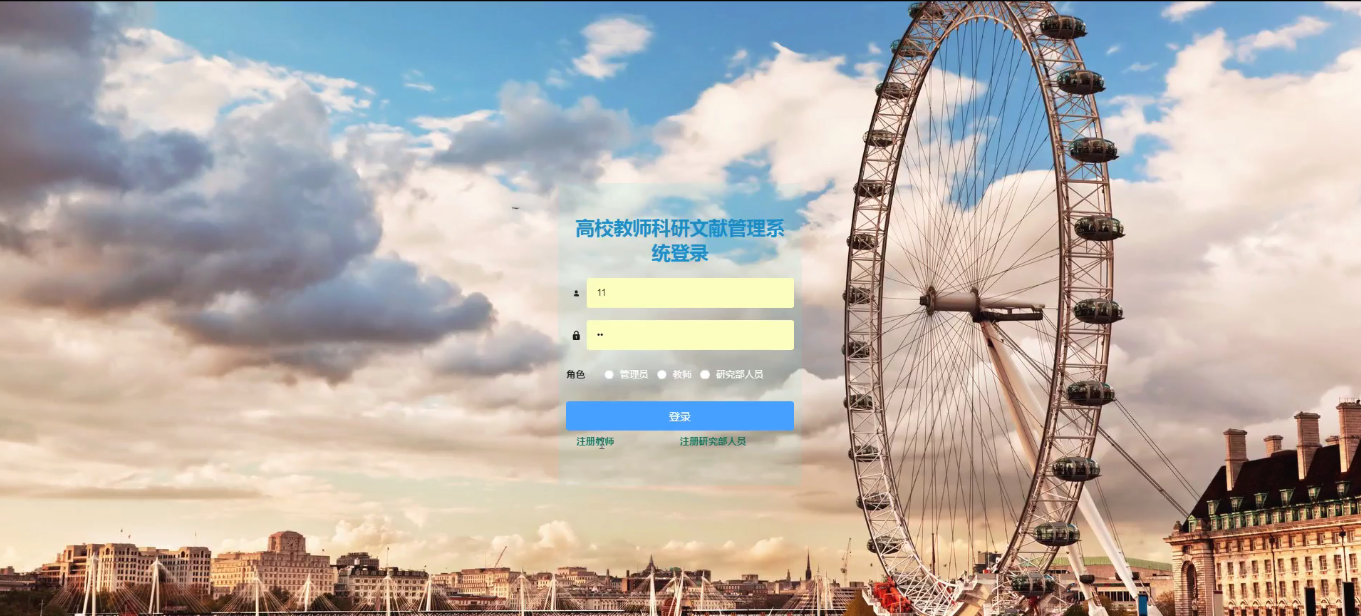 高校教师科研文献管理系
统登录
11
••
角色 管理员 教师 研究部人员
登录
注册教师 注册研究部人员